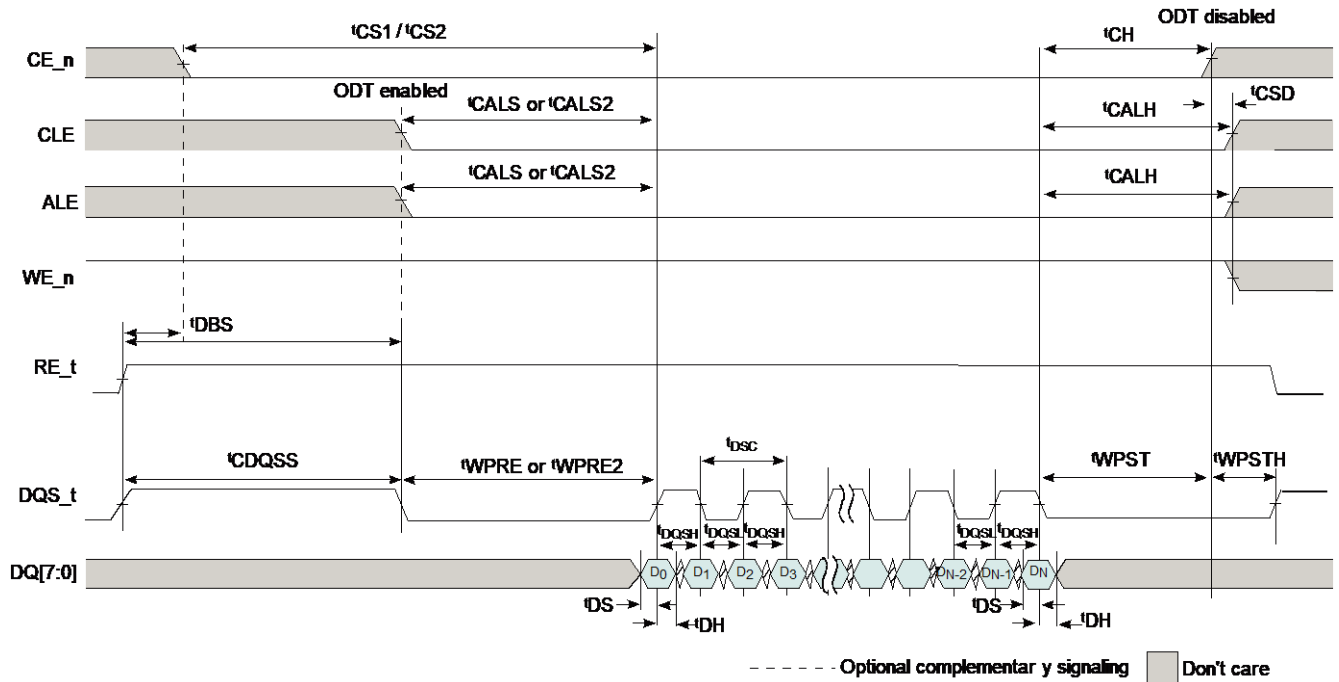 ODT disabled
tCS1 / tCS2
tCH
CE_n
ODT enabled
tCALS or tCALS2
tCSD
tCALH
CLE
tCALS or tCALS2
tCALH
ALE
WE_n
tDBS
RE_t
tCDQSS
tWPRE or tWPRE2
tDSC
tWPST
tWPSTH
DQS_t
tDQSH
tDQSL
tDQSH
tDQSL
tDQSH
DQ[7:0]
D0
D1
D2
D3
DN-2
DN-1
DN
tDS
tDH
tDS
tDH
Optional complementar y signaling
Don't care